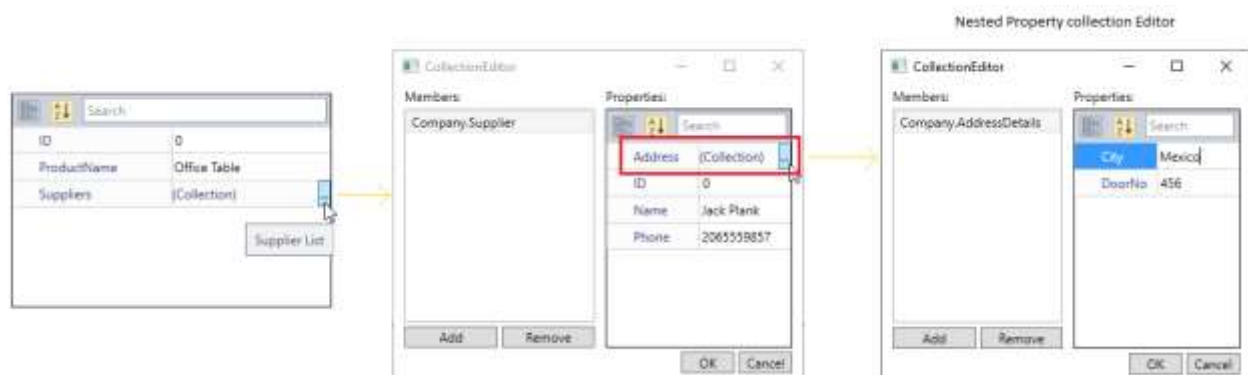 Nested Property collection Editor
Search
ID 0
ProductName Office Table
Suppliers (Collection)
...
Supplier List
CollectionEditor
Members:
Company.Supplier
Add Remove
Properties:
Search
Address (Collection)
ID 0
Name Jack Plank
Phone 2065559857
OK Cancel
CollectionEditor
Members:
Company.AddressDetails
Add Remove
Properties:
Search
City Mexico
DoorNo 456
OK Cancel